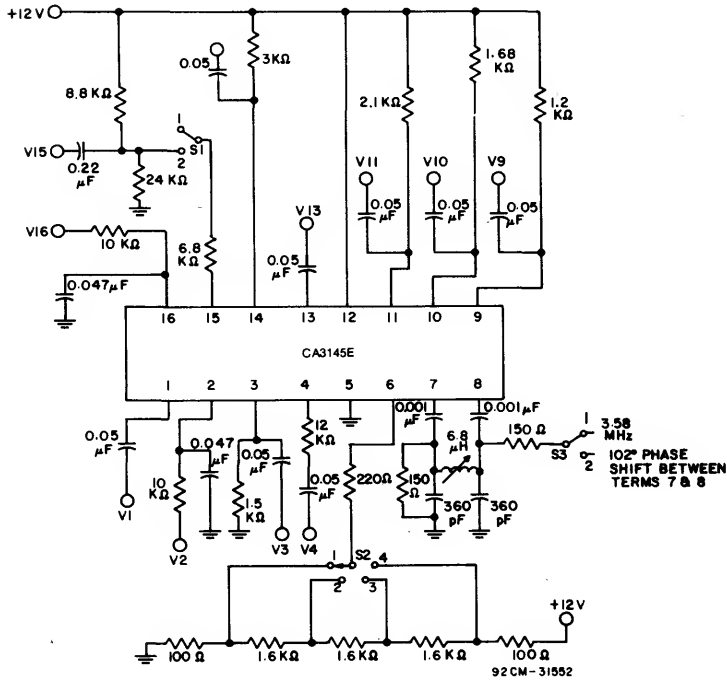 +12V
0.05
3KΩ
1.68 KΩ
8.8KΩ
2.1KΩ
1.2 KΩ
1
S1
2
V15
0.22 μF
24 KΩ
V11
V10
V9
0.05 μF
0.05 μF
0.05 μF
V16
10 KΩ
6.8 KΩ
V13
0.05 μF
0.047μF
16 15 14 13 12 11 10 9
CA3145E
1 2 3 4 5 6 7 8
0.05 μF
0.047 μF
0.05 μF
12 KΩ
0.001 μF
0.001μF
150Ω
1
3.58 MHz
S3
2
102° PHASE
SHIFT BETWEEN
TERMS 7 & 8
6.8 μH
10 KΩ
1.5 KΩ
0.05 μF
220Ω
150 Ω
360 pF
360 pF
V1
V2
V3
V4
1 S2 4
2 3
+12V
100Ω
1.6KΩ
1.6KΩ
1.6KΩ
100Ω
92CM-31552